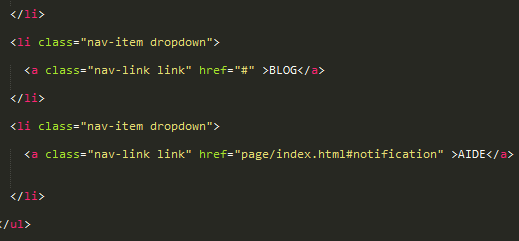 </li>
<li class="nav-item dropdown">
<a class="nav-link link" href="#" >BLOG</a>
</li>
<li class="nav-item dropdown">
<a class="nav-link link" href="page/index.html#notification" >AIDE</a>
</li>
</ul>